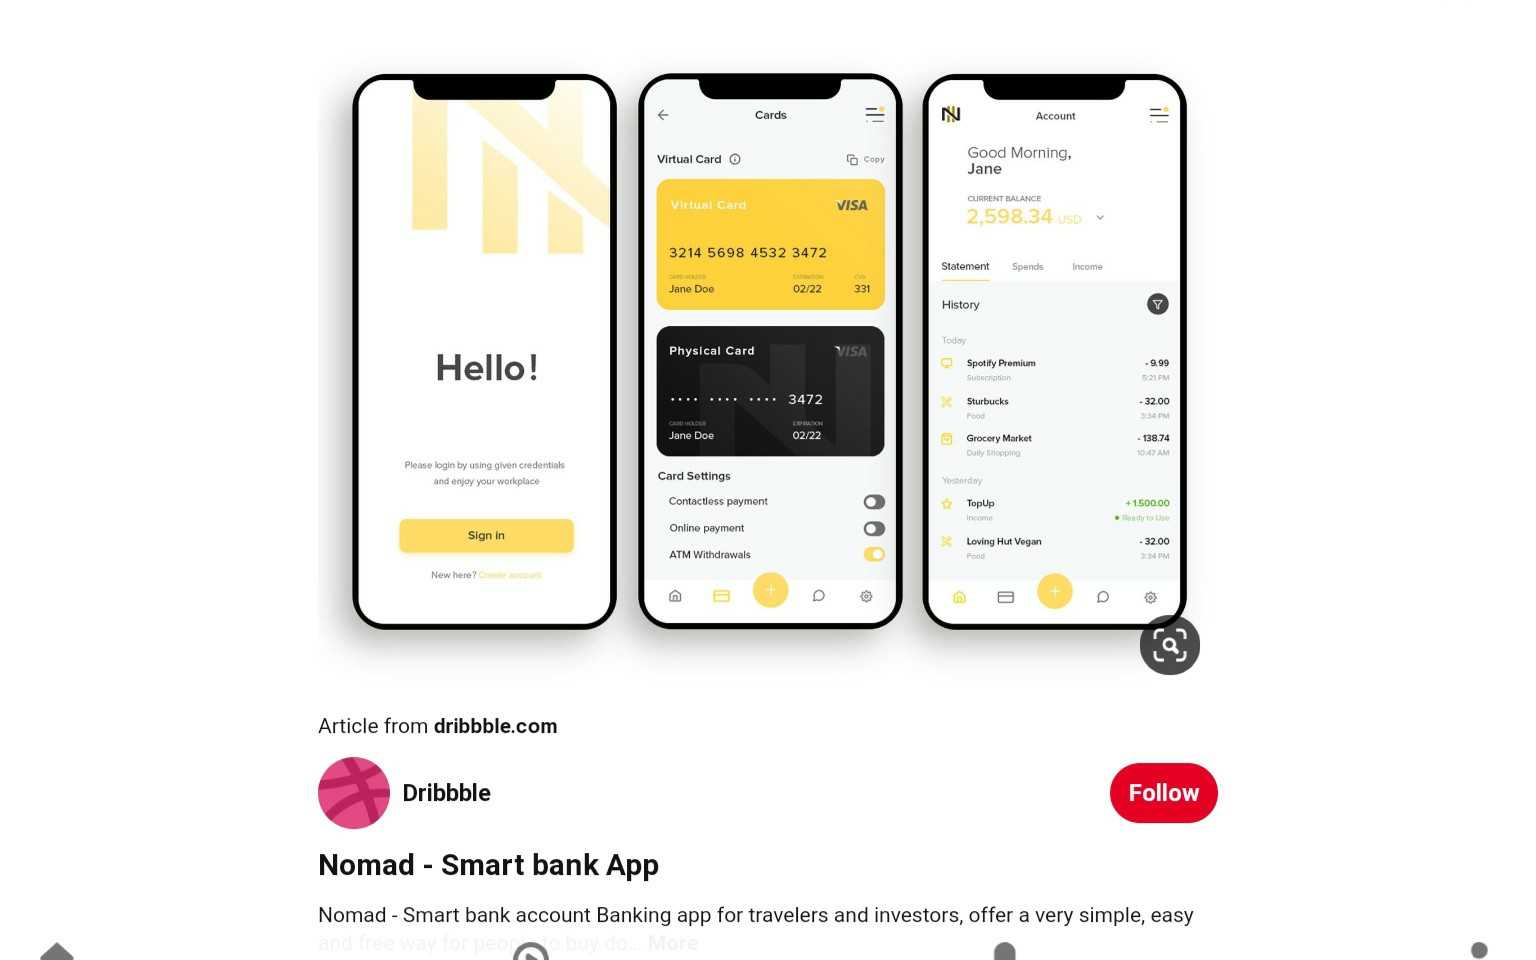 Hello!
Please login by using given credentials
and enjoy your workplace
Sign in
New here? Create account
Cards
Virtual Card
Copy
Virtual Card
VISA
3214 5698 4532 3472
CARD HOLDER EXPIRATION CVV
Jane Doe 02/22 331
Physical Card
VISA
•••• •••• •••• 3472
CARD HOLDER EXPIRATION
Jane Doe 02/22
Card Settings
Contactless payment
Online payment
ATM Withdrawals
Account
Good Morning,
Jane
CURRENT BALANCE
2,598.34 USD
Statement Spends Income
History
Today
Spotify Premium - 9.99
Subscription 5:21 PM
Sturbucks - 32.00
Food 3:34 PM
Grocery Market - 138.74
Daily Shopping 10:47 AM
Yesterday
TopUp + 1.500.00
Income Ready to Use
Loving Hut Vegan - 32.00
Food 3:34 PM
Article from dribbble.com
Dribbble
Follow
Nomad - Smart bank App
Nomad - Smart bank account Banking app for travelers and investors, offer a very simple, easy
and free way for people to buy do... More